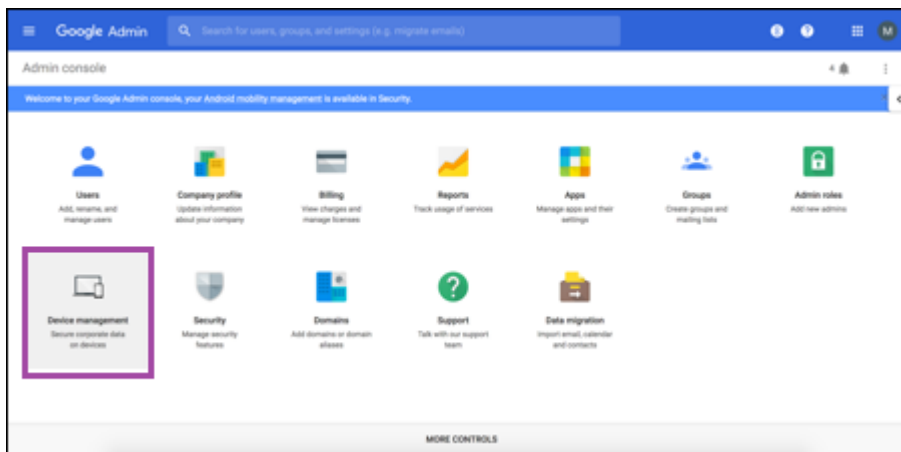 Google Admin
Search for users, groups, and settings (e.g. migrate emails)
M
Admin console
4
Welcome to your Google Admin console, your Android mobility management is available in Security.
Users
Add, rename, and
manage users
Company profile
Update information
about your company
Billing
View charges and
manage licenses
Reports
Track usage of services
Apps
Manage apps and their
settings
Groups
Create groups and
mailing lists
Admin roles
Add new admins
Device management
Secure corporate data
on devices
Security
Manage security
features
Domains
Add domains or domain
aliases
?
Support
Talk with our support
team
Data migration
Import email, calendar
and contacts
MORE CONTROLS